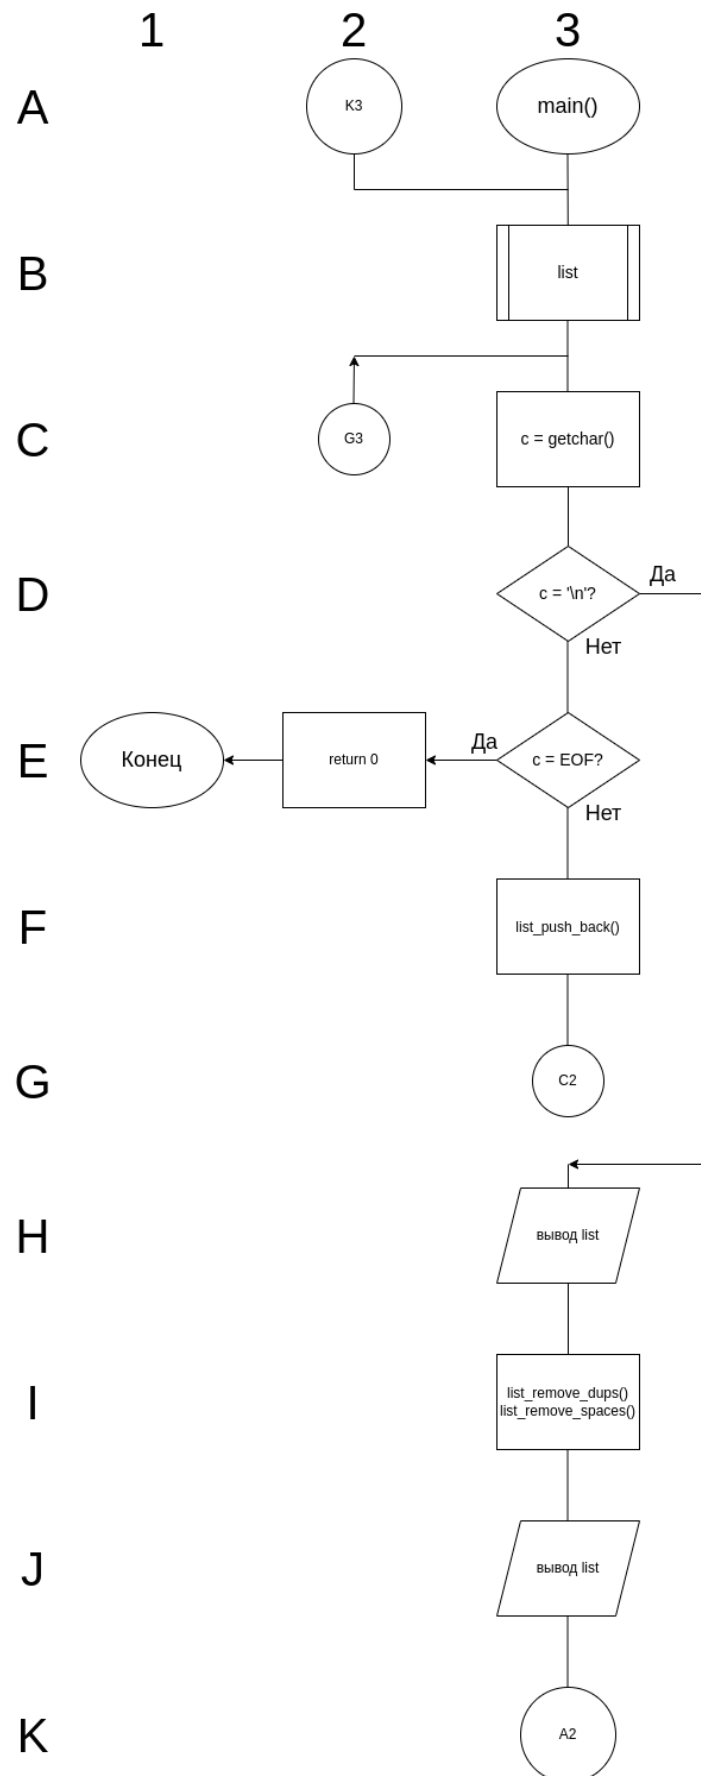 1 2 3
A K3 main()
B list
C G3 c = getchar()
D c = '\n'? Да
Нет
E Конец return 0 Да c = EOF?
Нет
F list_push_back()
G C2
H вывод list
I list_remove_dups()
list_remove_spaces()
J вывод list
K A2